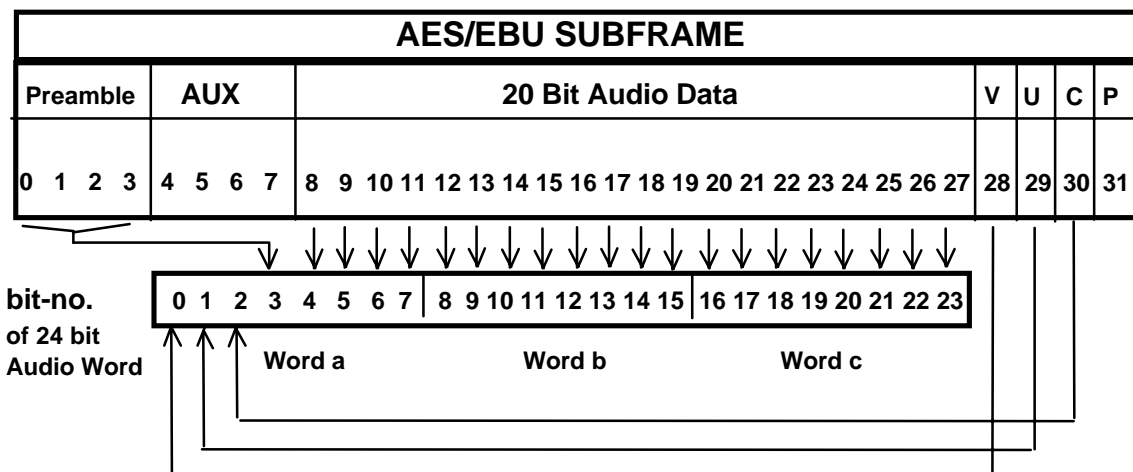 AES/EBU SUBFRAME
Preamble AUX 20 Bit Audio Data V U C P
0 1 2 3 4 5 6 7 8 9 10 11 12 13 14 15 16 17 18 19 20 21 22 23 24 25 26 27 28 29 30 31
bit-no. 0 1 2 3 4 5 6 7 8 9 10 11 12 13 14 15 16 17 18 19 20 21 22 23
of 24 bit
Audio Word Word a Word b Word c